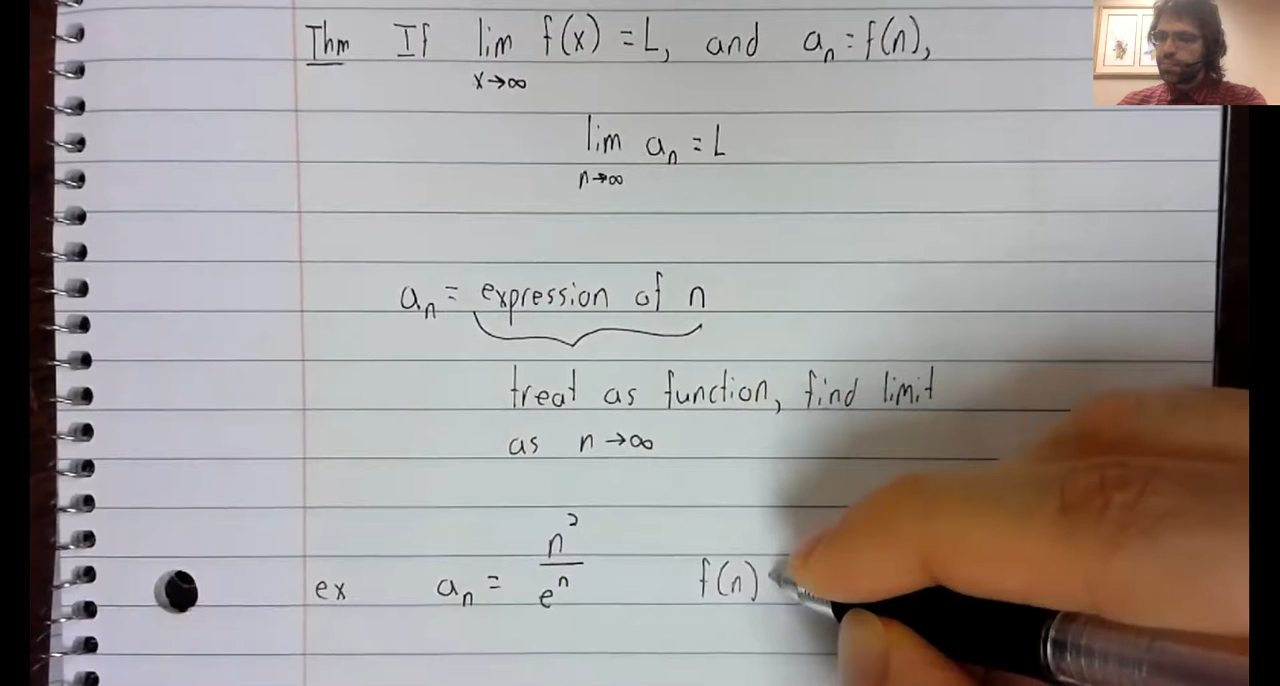 Thm If lim f(x) = L, and aₙ = f(n),
x→∞
lim aₙ = L
n→∞
aₙ = expression of n
treat as function, find limit
as n→∞
ex aₙ = n²/eⁿ f(n)